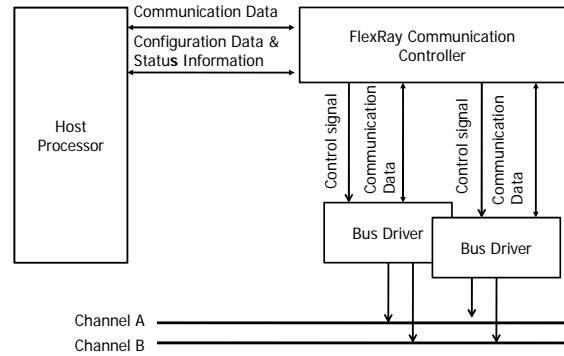 Communication Data
Configuration Data &
Status Information
FlexRay Communication
Controller
Host
Processor
Control signal
Communication
Data
Control signal
Communication
Data
Bus Driver
Bus Driver
Channel A
Channel B